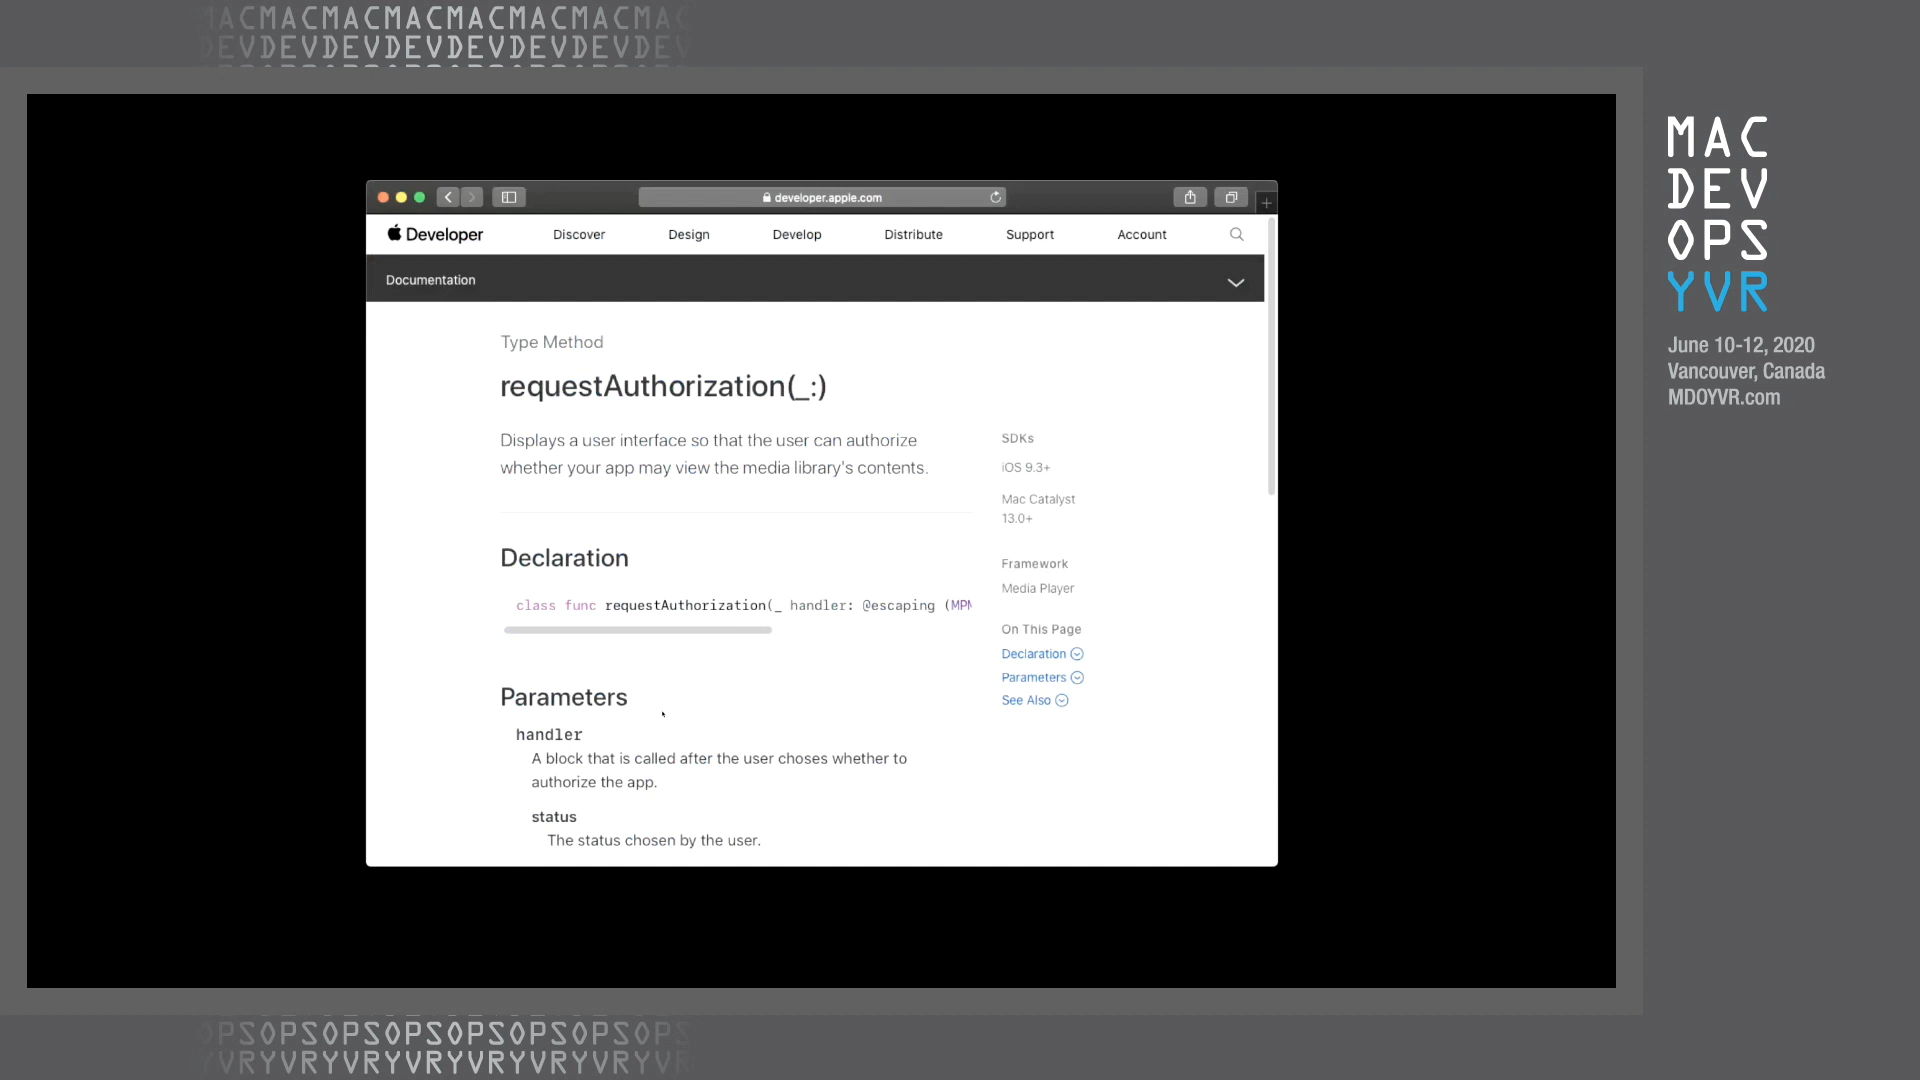 MACMACMACMACMACMACMACMAC
DEVDEVDEVDEVDEVDEVDEVDEV
MAC
DEV
OPS
YVR
June 10-12, 2020
Vancouver, Canada
MDOYVR.com
developer.apple.com
Developer
Discover
Design
Develop
Distribute
Support
Account
Documentation
Type Method
requestAuthorization(_:)
Displays a user interface so that the user can authorize
whether your app may view the media library's contents.
SDKs
iOS 9.3+
Mac Catalyst
13.0+
Framework
Media Player
On This Page
Declaration
Parameters
See Also
Declaration
class func requestAuthorization(_ handler: @escaping (MPM
Parameters
handler
A block that is called after the user choses whether to
authorize the app.
status
The status chosen by the user.
OPSOPSOPSOPSOPSOPSOPSOPS
YVRYVRYVRYVRYVRYVRYVRYVR